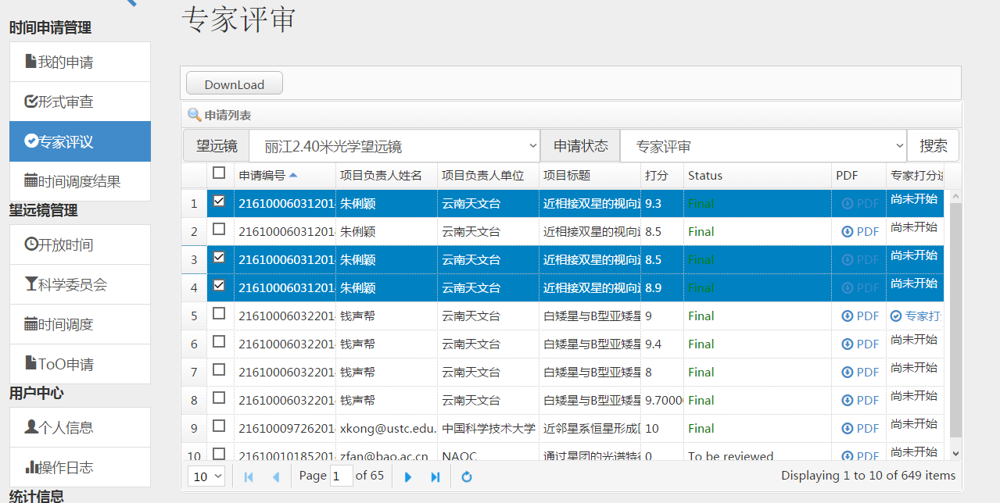 时间申请管理
我的申请
形式审查
专家评议
时间调度结果
望远镜管理
开放时间
科学委员会
时间调度
ToO申请
用户中心
个人信息
操作日志
统计信息
专家评审
DownLoad
申请列表
望远镜 丽江2.40米光学望远镜 申请状态 专家评审 搜索
申请编号 项目负责人姓名 项目负责人单位 项目标题 打分 Status PDF 专家打分
1 21610006031201 朱俐颖 云南天文台 近相接双星的视向 9.3 Final PDF 尚未开始
2 21610006031201 朱俐颖 云南天文台 近相接双星的视向 8.5 Final PDF 尚未开始
3 21610006031201 朱俐颖 云南天文台 近相接双星的视向 8.5 Final PDF 尚未开始
4 21610006031201 朱俐颖 云南天文台 近相接双星的视向 8.9 Final PDF 尚未开始
5 21610006032201 钱声帮 云南天文台 白矮星与B型亚矮星 9 Final PDF 专家打
6 21610006032201 钱声帮 云南天文台 白矮星与B型亚矮星 9.4 Final PDF 尚未开始
7 21610006032201 钱声帮 云南天文台 白矮星与B型亚矮星 8 Final PDF 尚未开始
8 21610006032201 钱声帮 云南天文台 白矮星与B型亚矮星 9.7000 Final PDF 尚未开始
9 21610009726201 xkong@ustc.edu. 中国科学技术大学 近邻星系恒星形成 10 Final PDF 尚未开始
10 21610010185201 zfan@bao.ac.cn NAOC 通过星团的光谱特 0 To be reviewed PDF 尚未开始
10 Page 1 of 65 Displaying 1 to 10 of 649 items